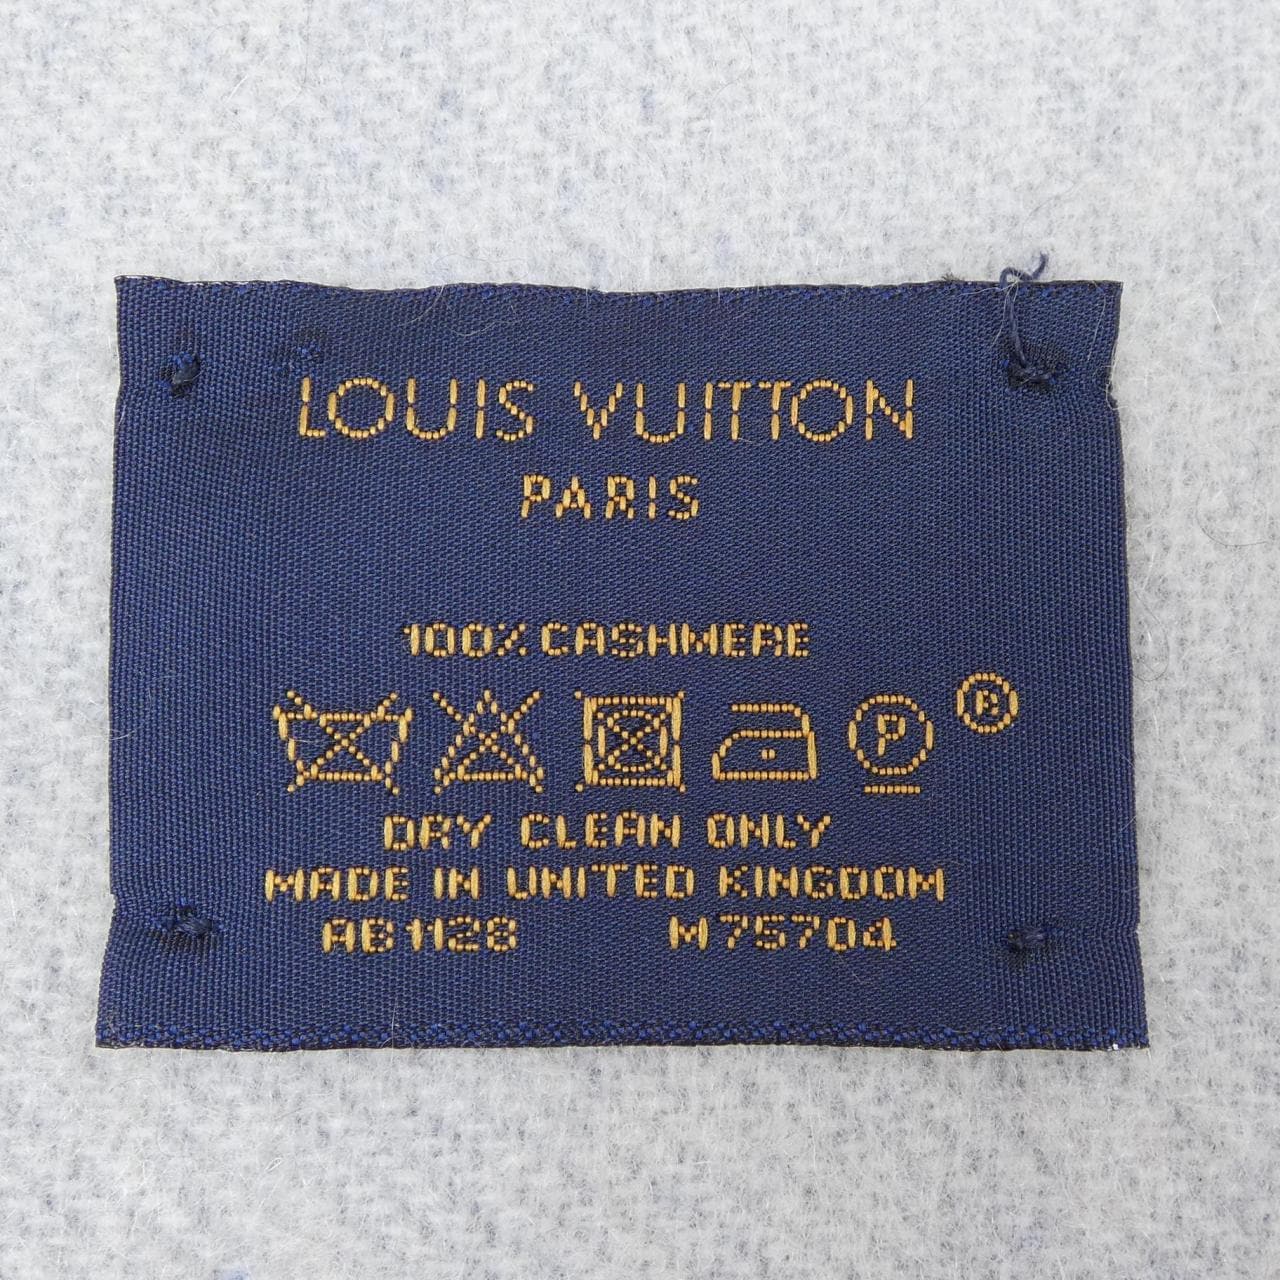 LOUIS VUITTON
PARIS
100% CASHMERE
P ®
DRY CLEAN ONLY
MADE IN UNITED KINGDOM
AB1128 M75704